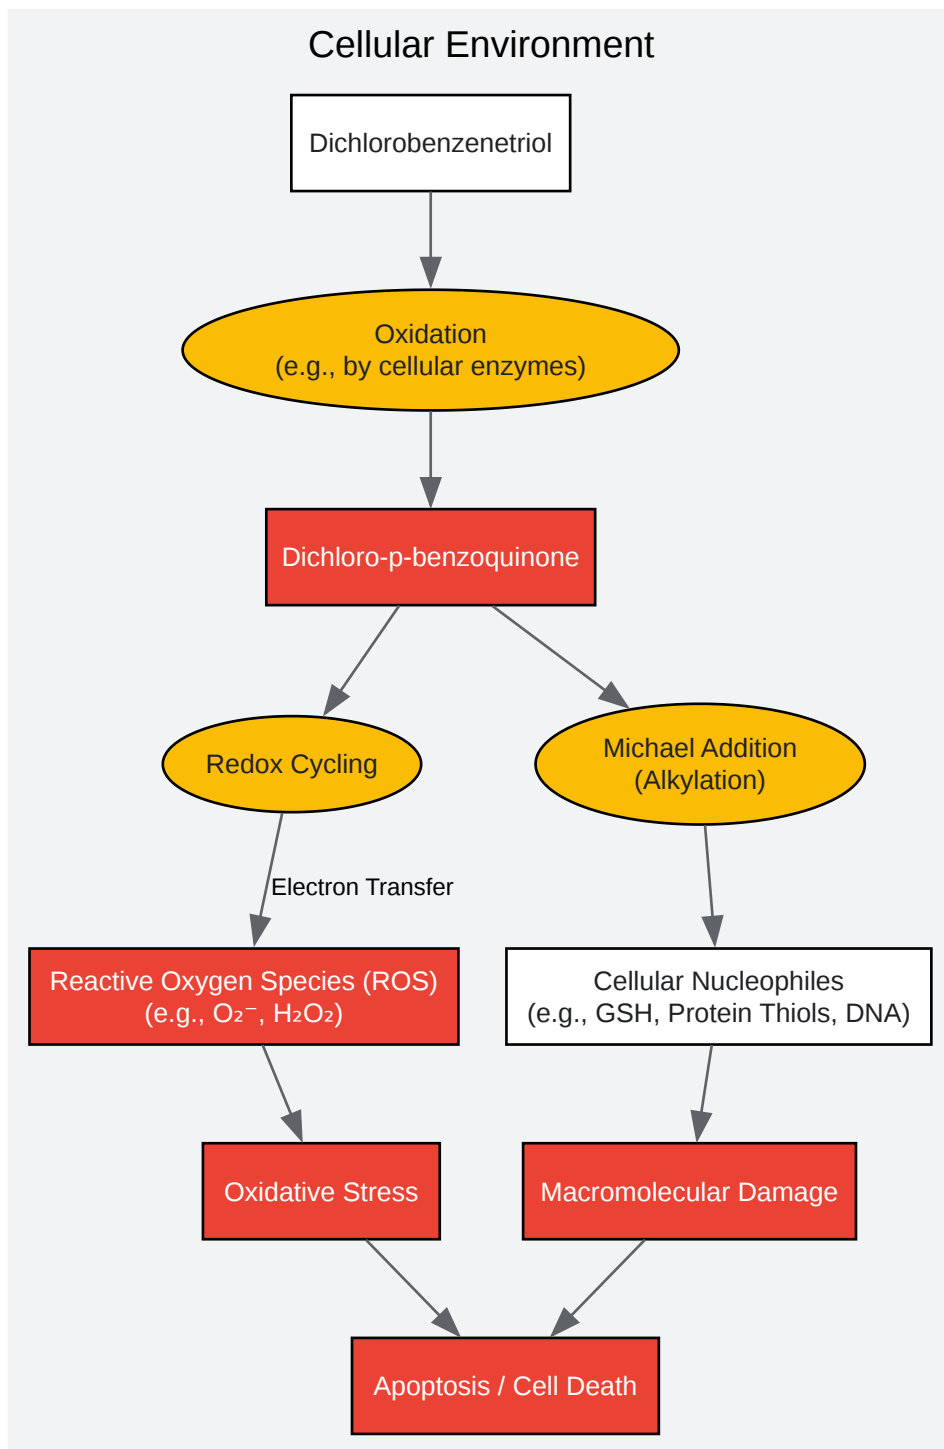 Cellular Environment
Dichlorobenzenetriol
Oxidation
(e.g., by cellular enzymes)
Dichloro-p-benzoquinone
Redox Cycling
Michael Addition
(Alkylation)
Electron Transfer
Reactive Oxygen Species (ROS)
(e.g., O₂⁻, H₂O₂)
Cellular Nucleophiles
(e.g., GSH, Protein Thiols, DNA)
Oxidative Stress
Macromolecular Damage
Apoptosis / Cell Death